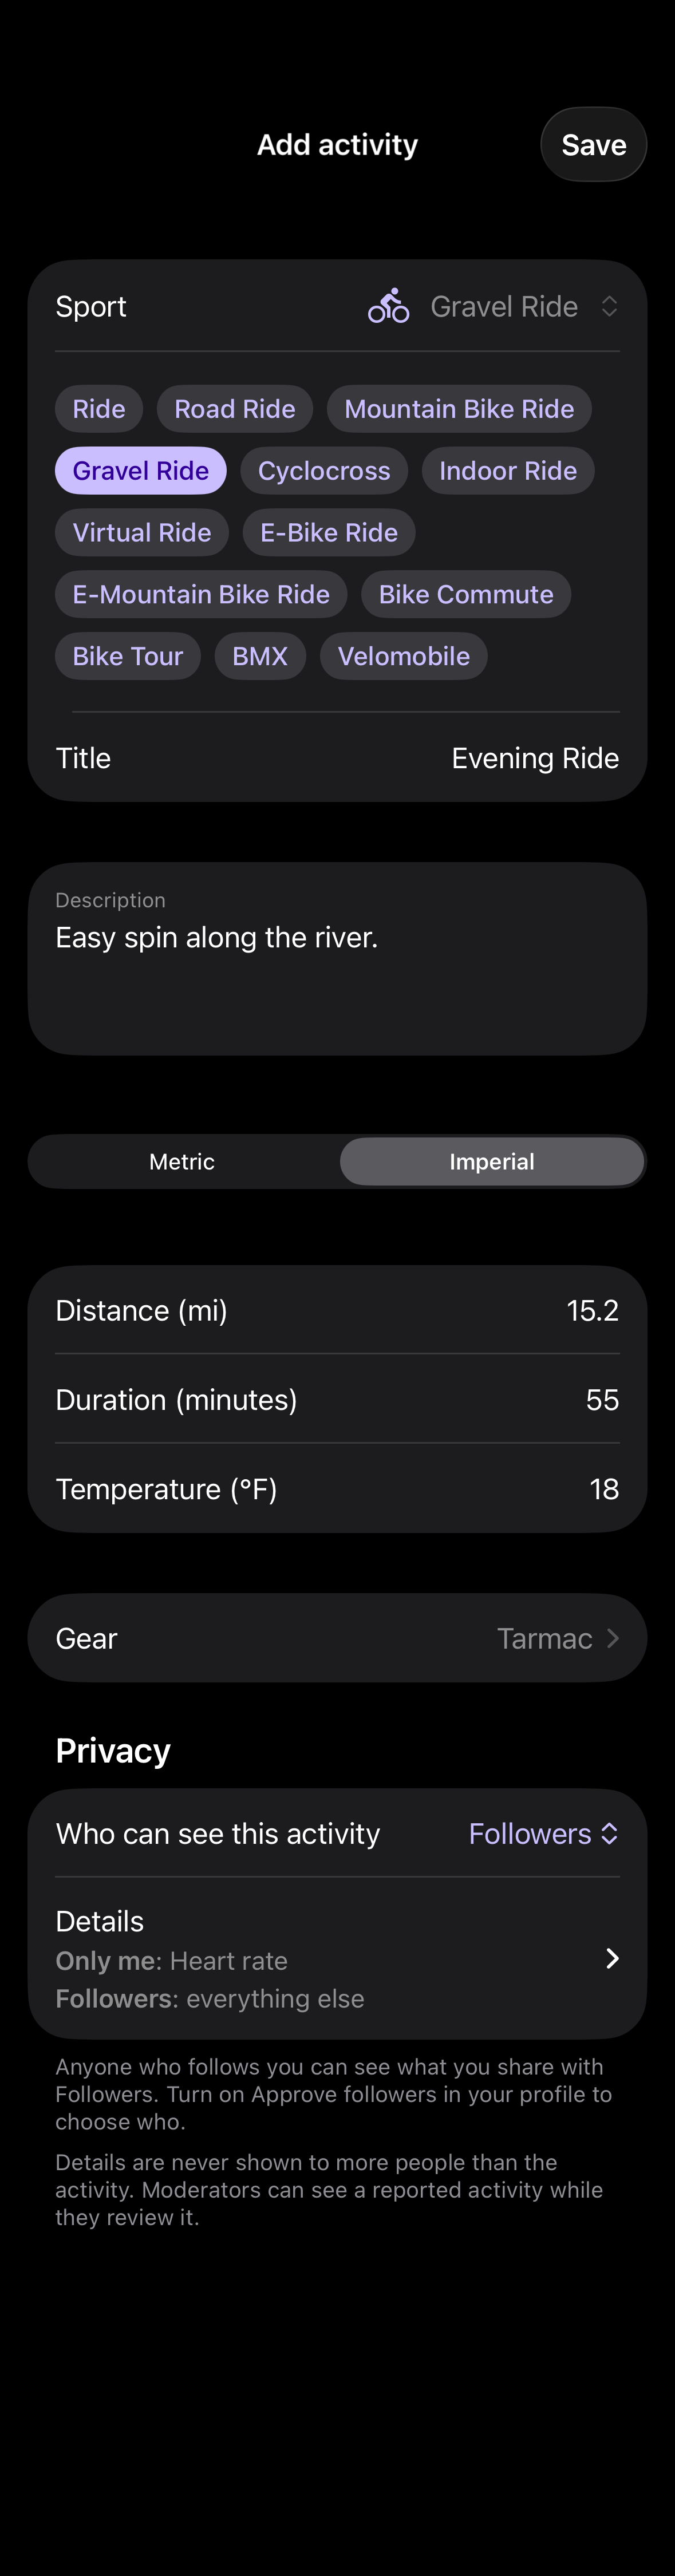 Add activity
Save
Sport Gravel Ride
Ride Road Ride Mountain Bike Ride
Gravel Ride Cyclocross Indoor Ride
Virtual Ride E-Bike Ride
E-Mountain Bike Ride Bike Commute
Bike Tour BMX Velomobile
Title Evening Ride
Description
Easy spin along the river.
Metric Imperial
Distance (mi) 15.2
Duration (minutes) 55
Temperature (°F) 18
Gear Tarmac
Privacy
Who can see this activity Followers
Details
Only me: Heart rate
Followers: everything else
Anyone who follows you can see what you share with
Followers. Turn on Approve followers in your profile to
choose who.
Details are never shown to more people than the
activity. Moderators can see a reported activity while
they review it.